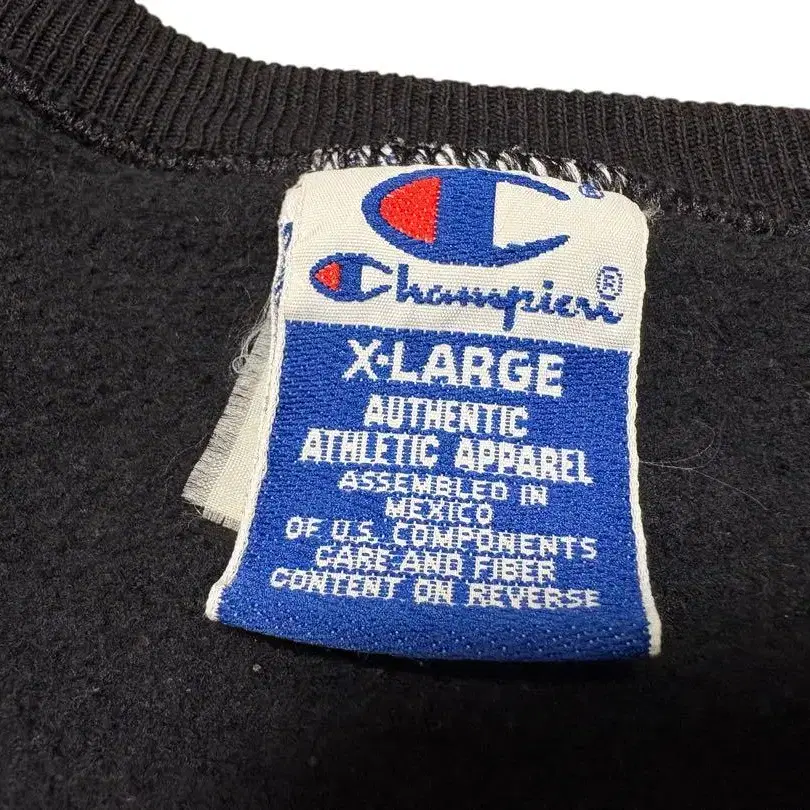 Champion®
X-LARGE
AUTHENTIC
ATHLETIC APPAREL
ASSEMBLED IN
MEXICO
OF U.S. COMPONENTS
CARE AND FIBER
CONTENT ON REVERSE